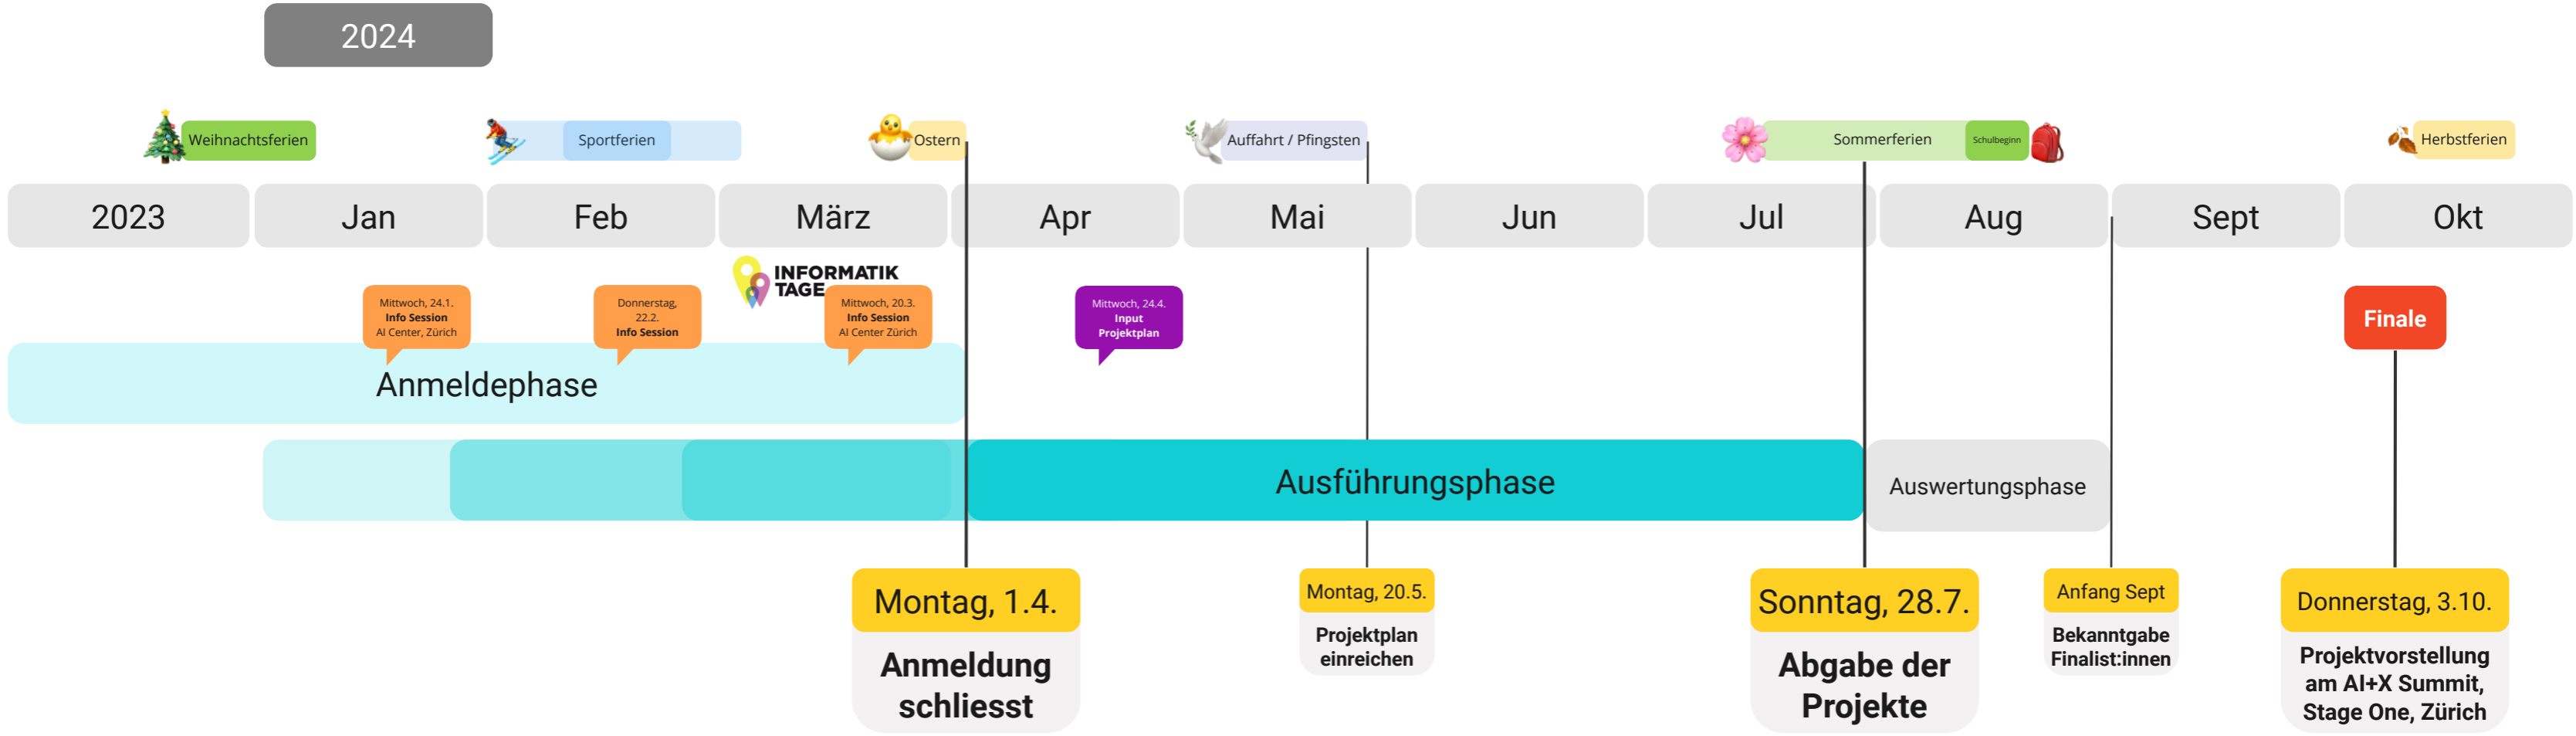 2024
Weihnachtsferien
Sportferien
Ostern
Auffahrt / Pfingsten
Sommerferien
Schulbeginn
Herbstferien
2023
Jan
Feb
März
Apr
Mai
Jun
Jul
Aug
Sept
Okt
INFORMATIK
TAGE
Mittwoch, 24.1.
Info Session
AI Center, Zürich
Donnerstag,
22.2.
Info Session
Mittwoch, 20.3.
Info Session
AI Center Zürich
Mittwoch, 24.4.
Input
Projektplan
Finale
Anmeldephase
Ausführungsphase
Auswertungsphase
Montag, 1.4.
Anmeldung
schliesst
Montag, 20.5.
Projektplan
einreichen
Sonntag, 28.7.
Abgabe der
Projekte
Anfang Sept
Bekanntgabe
Finalist:innen
Donnerstag, 3.10.
Projektvorstellung
am AI+X Summit,
Stage One, Zürich